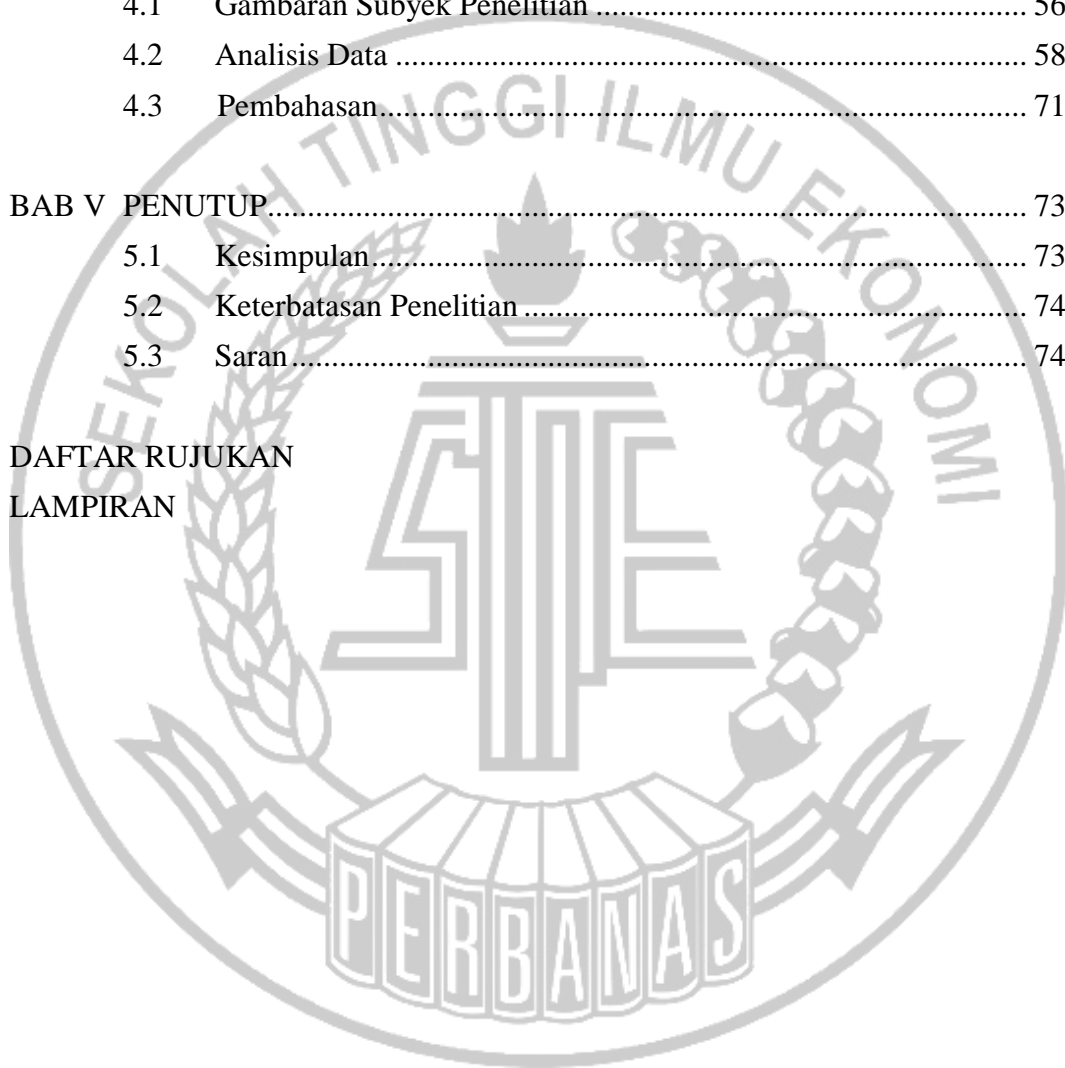 4.1 Gambaran Subyek Penelitian ..................................................... 56
4.2 Analisis Data ............................................................................... 58
4.3 Pembahasan................................................................................. 71
BAB V PENUTUP............................................................................................. 73
5.1 Kesimpulan.................................................................................. 73
5.2 Keterbatasan Penelitian .............................................................. 74
5.3 Saran ............................................................................................ 74
DAFTAR RUJUKAN
LAMPIRAN
SEKOLAH TINGGI ILMU EKONOMI
STIE
PERBANAS